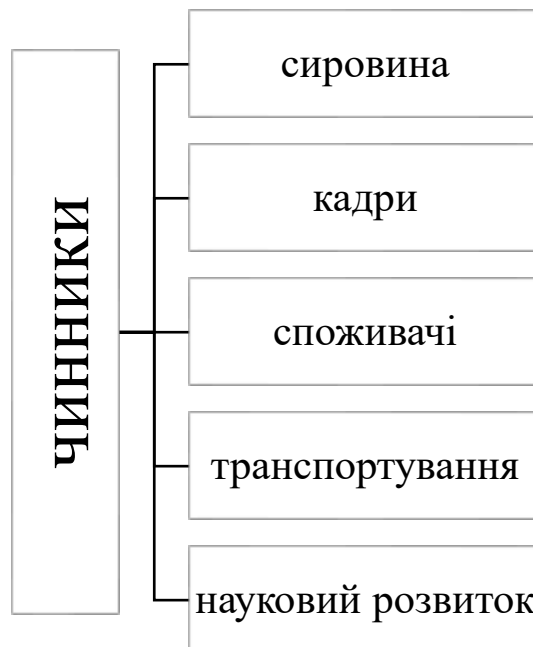 чинники
сировина
кадри
споживачі
транспортування
науковий розвиток